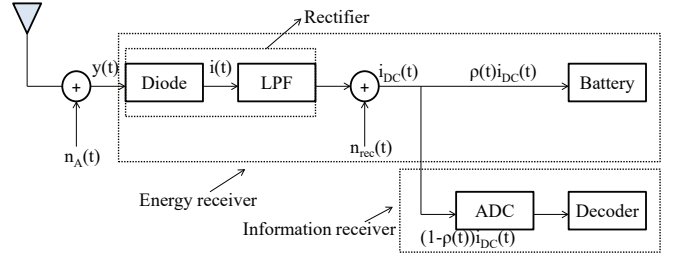 Rectifier
y(t)
i(t)
i_DC(t)
ρ(t)i_DC(t)
+
Diode
LPF
+
Battery
n_A(t)
n_rec(t)
Energy receiver
Information receiver
ADC
Decoder
(1-ρ(t))i_DC(t)